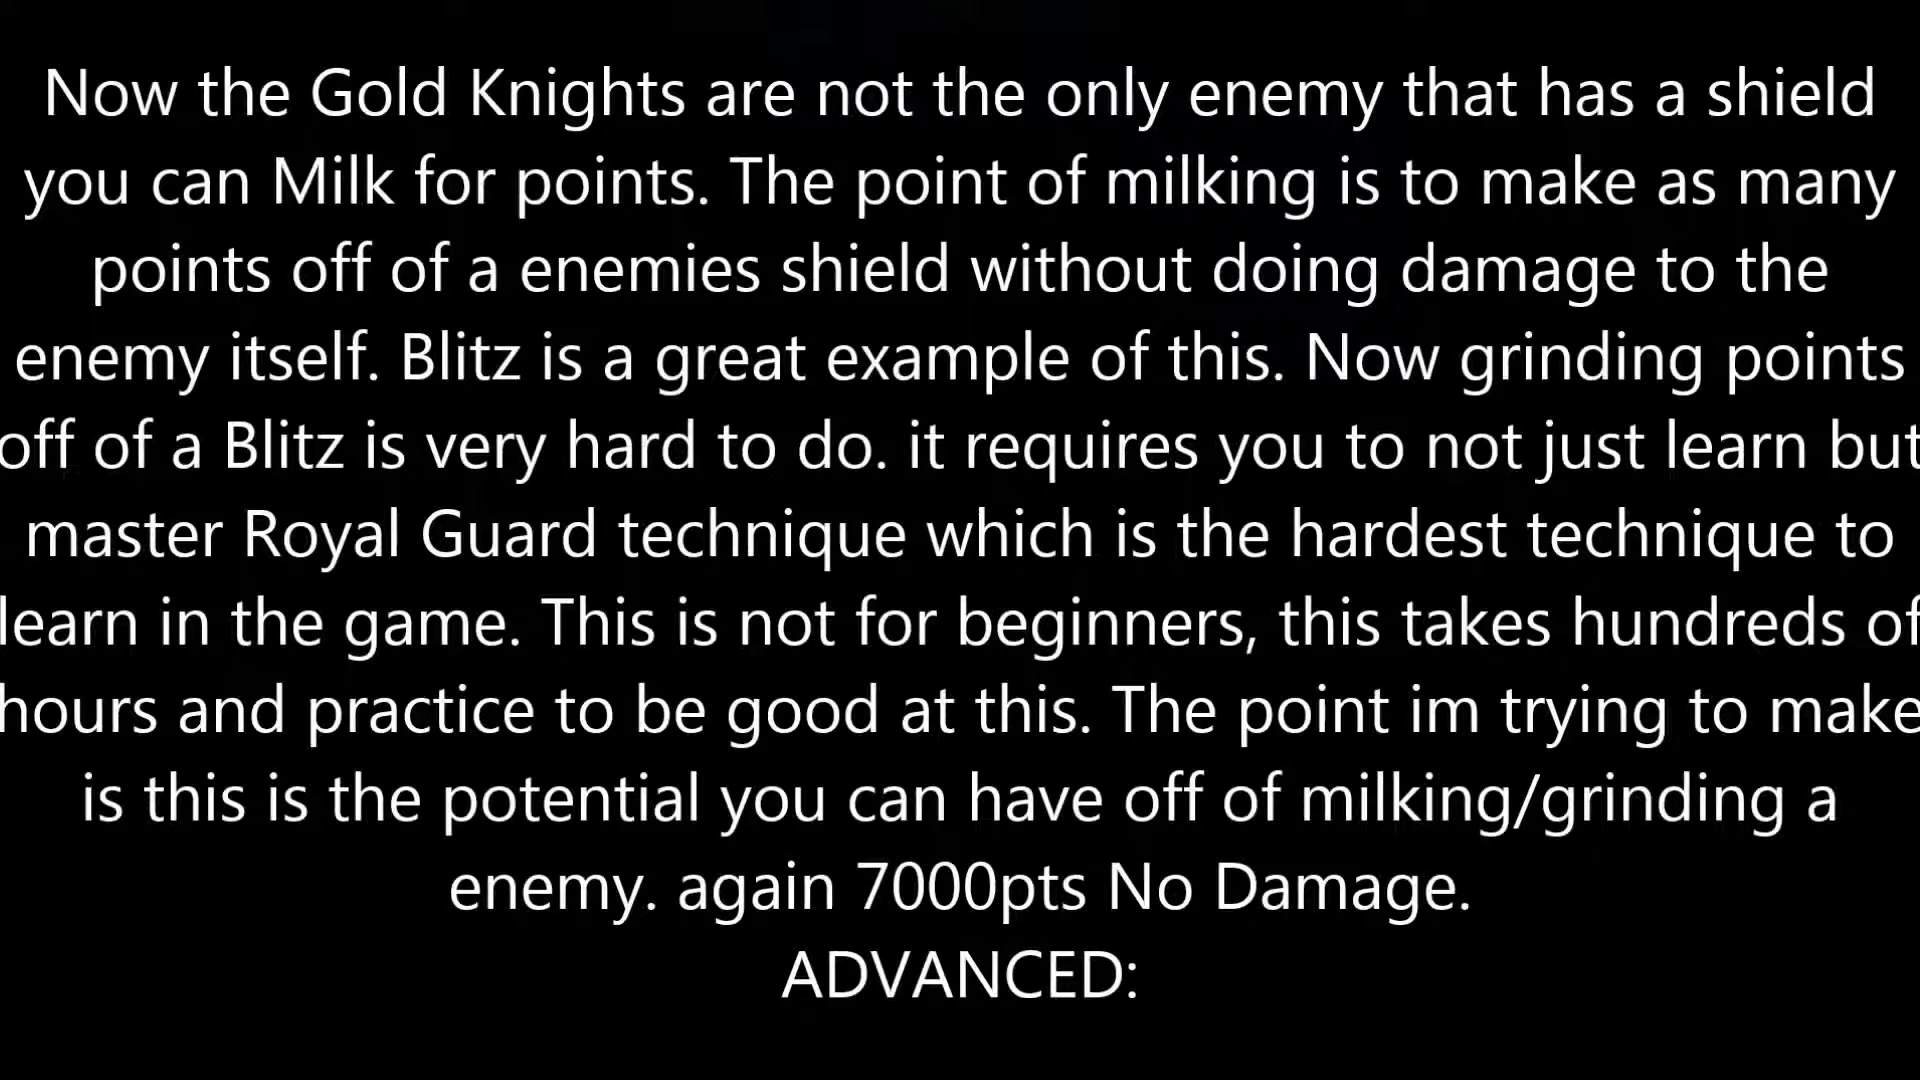 Now the Gold Knights are not the only enemy that has a shield
you can Milk for points. The point of milking is to make as many
points off of a enemies shield without doing damage to the
enemy itself. Blitz is a great example of this. Now grinding points
off of a Blitz is very hard to do. it requires you to not just learn but
master Royal Guard technique which is the hardest technique to
learn in the game. This is not for beginners, this takes hundreds of
hours and practice to be good at this. The point im trying to make
is this is the potential you can have off of milking/grinding a
enemy. again 7000pts No Damage.
ADVANCED: